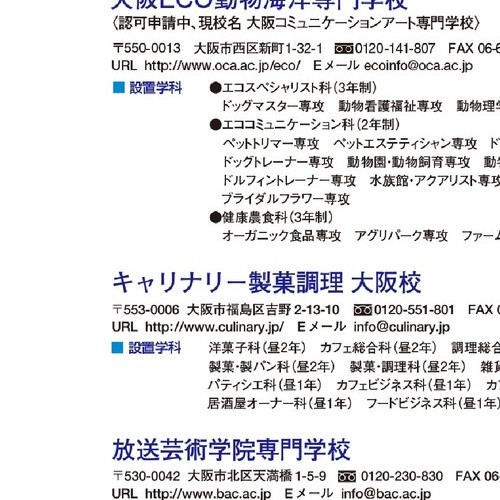 大阪ECO動物海洋専門学校
〈認可申請中、現校名 大阪コミュニケーションアート専門学校〉
〒550-0013 大阪市西区新町1-32-1 0120-141-807 FAX 06-6
URL http://www.oca.ac.jp/eco/ Eメール ecoinfo@oca.ac.jp
■ 設置学科 ●エコスペシャリスト科（3年制）
ドッグマスター専攻 動物看護福祉専攻 動物理学
●エココミュニケーション科（2年制）
ペットトリマー専攻 ペットエステティシャン専攻 ド
ドッグトレーナー専攻 動物園・動物飼育専攻 動
ドルフィントレーナー専攻 水族館・アクアリスト専攻
ブライダルフラワー専攻
●健康農食科（3年制）
オーガニック食品専攻 アグリパーク専攻 ファーム
キャリナリー製菓調理 大阪校
〒553-0006 大阪市福島区吉野2-13-10 0120-551-801 FAX 0
URL http://www.culinary.jp/ Eメール info@culinary.jp
■ 設置学科 洋菓子科（昼2年） カフェ総合科（昼2年） 調理総合
製菓・製パン科（昼2年） 製菓・調理科（昼2年） 雑貨
パティシエ科（昼1年） カフェビジネス科（昼1年） カ
居酒屋オーナー科（昼1年） フードビジネス科（昼1年）
放送芸術学院専門学校
〒530-0042 大阪市北区天満橋1-5-9 0120-230-830 FAX 06-
URL http://www.bac.ac.jp Eメール info@bac.ac.jp